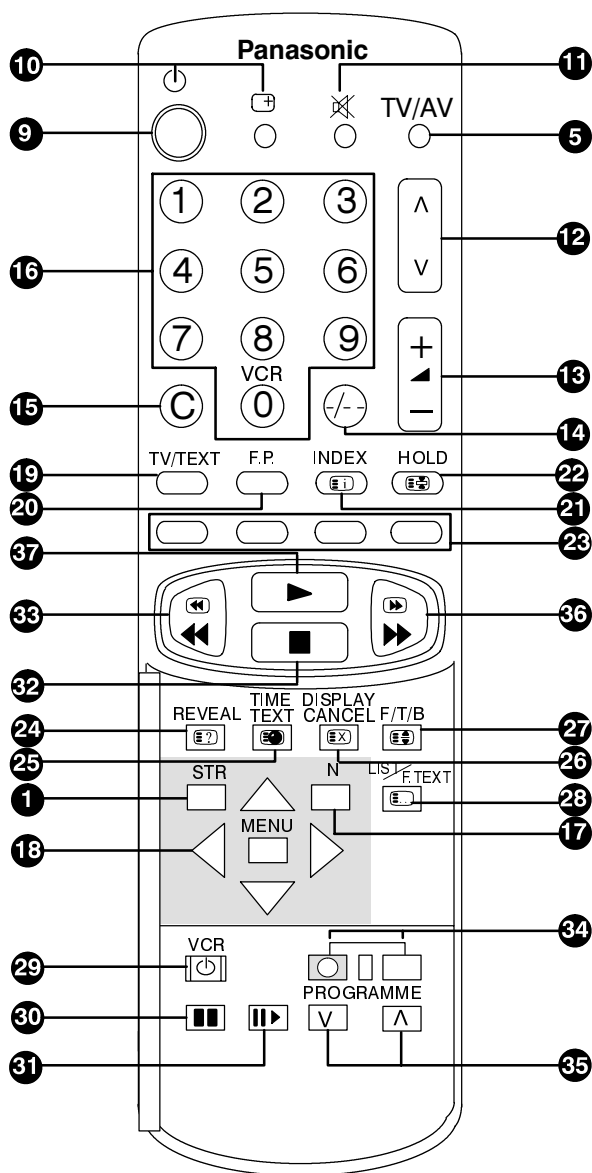 Panasonic
10
11
TV/AV
9
5
1 2 3
12
16
4 5 6
7 8 9
+
13
VCR
15
C 0 -/--
−
14
TV/TEXT F.P. INDEX HOLD
19
22
20
21
23
37
33
36
32
TIME DISPLAY
REVEAL TEXT CANCEL F/T/B
24
27
25
26
STR N LIST/F.TEXT
1
28
MENU
17
18
34
VCR
29
PROGRAMME
30
31
35